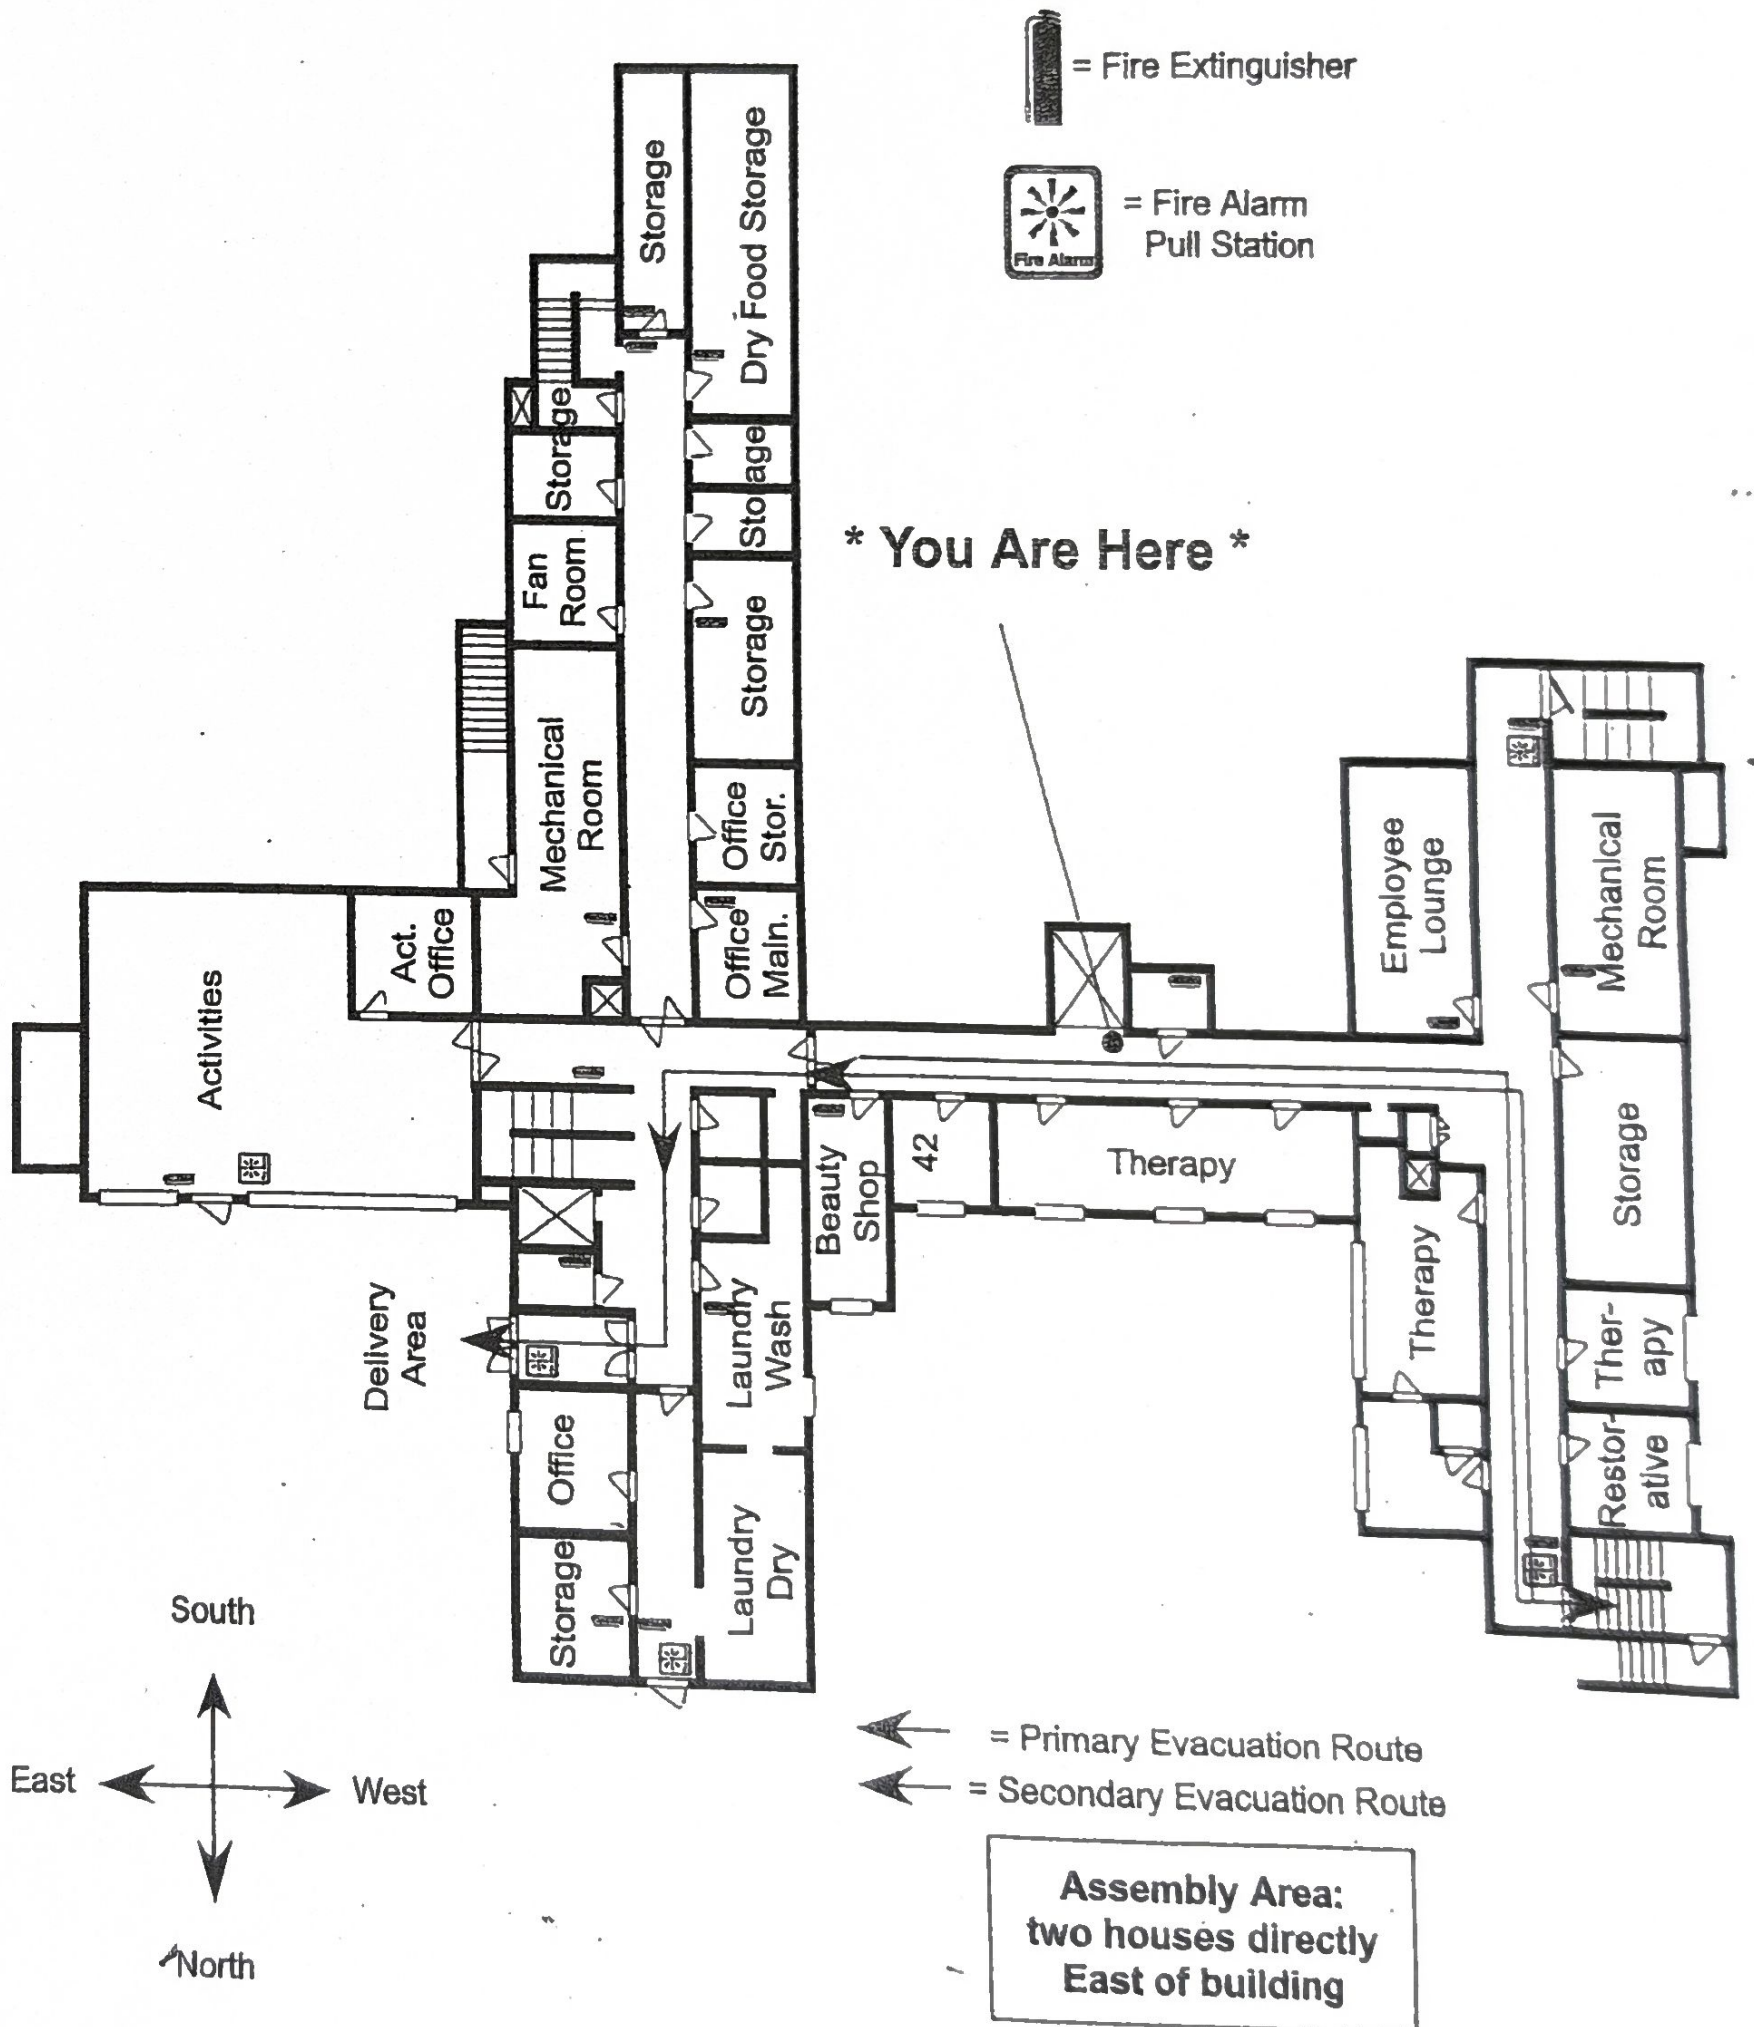 = Fire Extinguisher
= Fire Alarm
Pull Station
Fire Alarm
Storage
Dry Food Storage
Storage
Storage
Storage
Storage
Fan
Room
* You Are Here *
Storage
Mechanical
Room
Office
Stor.
Office
Main.
Act.
Office
Activities
Employee
Lounge
Mechanical
Room
Storage
Beauty
Shop
42
Therapy
Therapy
Ther-
apy
Restor-
ative
Delivery
Area
Laundry
Wash
Office
Storage
Laundry
Dry
South
East
West
North
= Primary Evacuation Route
= Secondary Evacuation Route
Assembly Area:
two houses directly
East of building